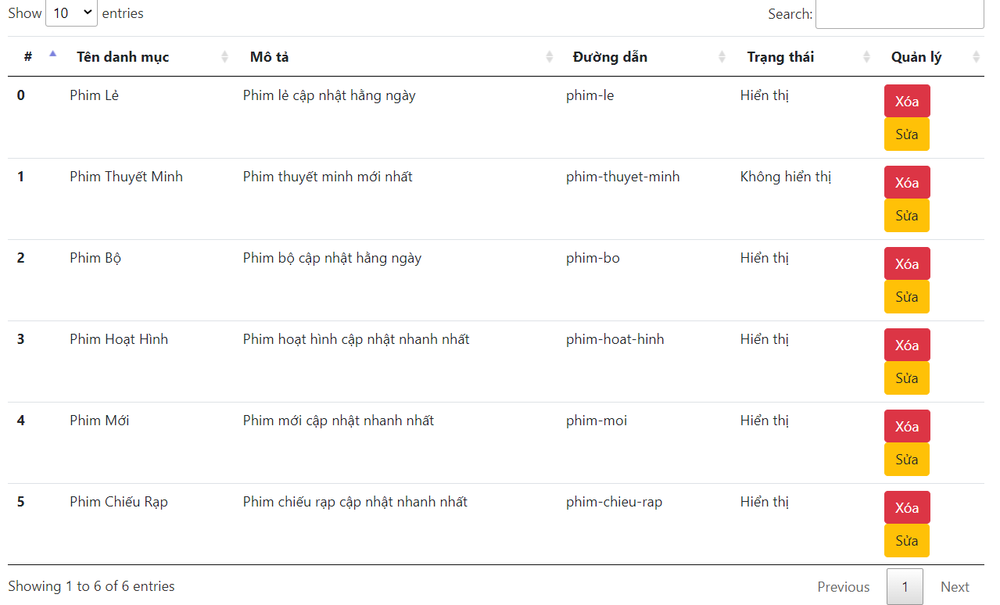 Show 10 entries Search:
# Tên danh mục Mô tả Đường dẫn Trạng thái Quản lý
0 Phim Lẻ Phim lẻ cập nhật hằng ngày phim-le Hiển thị Xóa
Sửa
1 Phim Thuyết Minh Phim thuyết minh mới nhất phim-thuyet-minh Không hiển thị Xóa
Sửa
2 Phim Bộ Phim bộ cập nhật hằng ngày phim-bo Hiển thị Xóa
Sửa
3 Phim Hoạt Hình Phim hoạt hình cập nhật nhanh nhất phim-hoat-hinh Hiển thị Xóa
Sửa
4 Phim Mới Phim mới cập nhật nhanh nhất phim-moi Hiển thị Xóa
Sửa
5 Phim Chiếu Rạp Phim chiếu rạp cập nhật nhanh nhất phim-chieu-rap Hiển thị Xóa
Sửa
Showing 1 to 6 of 6 entries Previous 1 Next